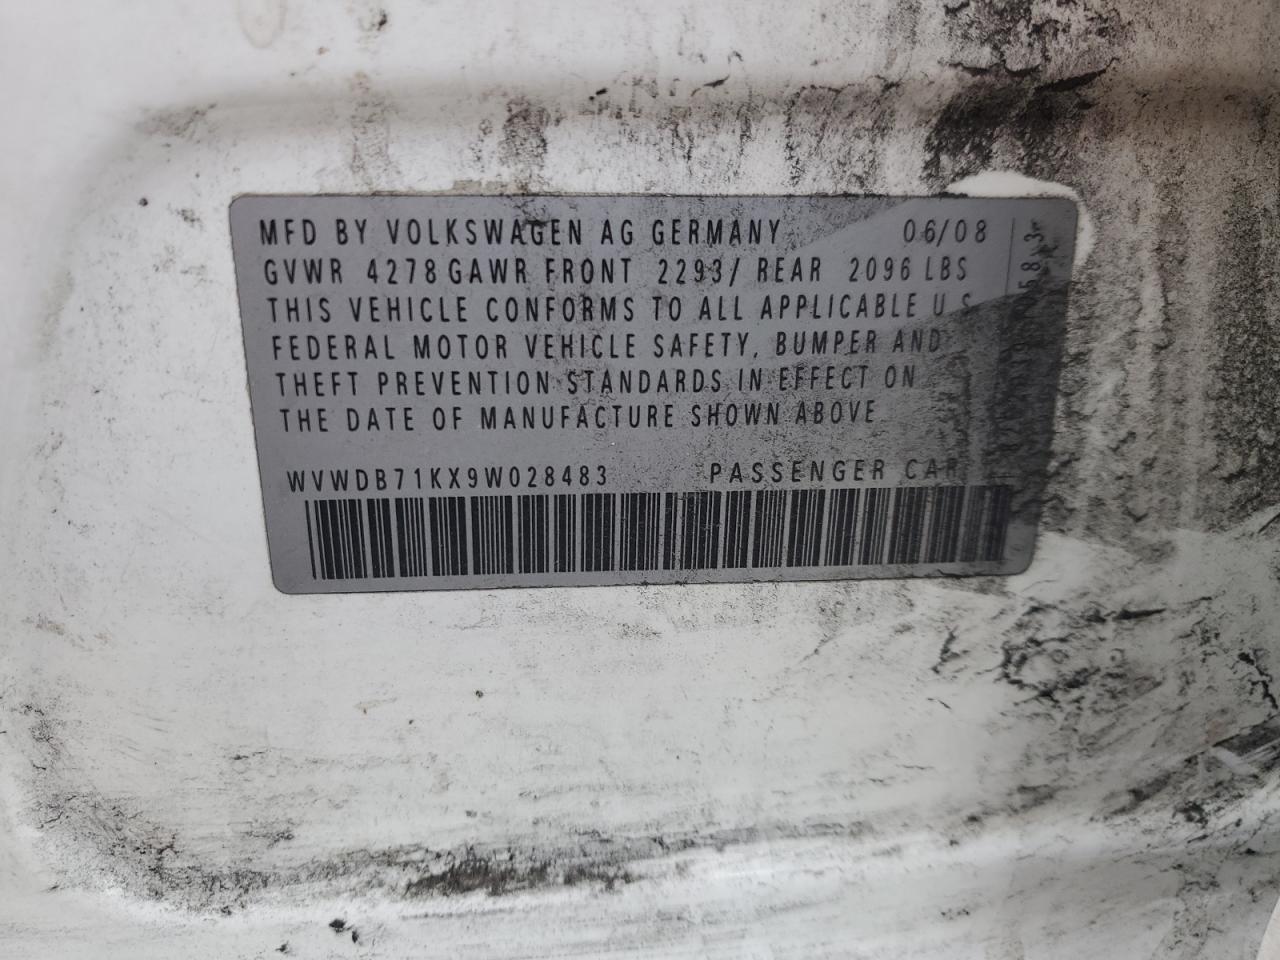 MFD BY VOLKSWAGEN AG GERMANY 06/08
GVWR 4278 GAWR FRONT 2293/ REAR 2096 LBS
THIS VEHICLE CONFORMS TO ALL APPLICABLE U S
FEDERAL MOTOR VEHICLE SAFETY, BUMPER AND
THEFT PREVENTION STANDARDS IN EFFECT ON
THE DATE OF MANUFACTURE SHOWN ABOVE
WVWDB71KX9W028483 PASSENGER CAR